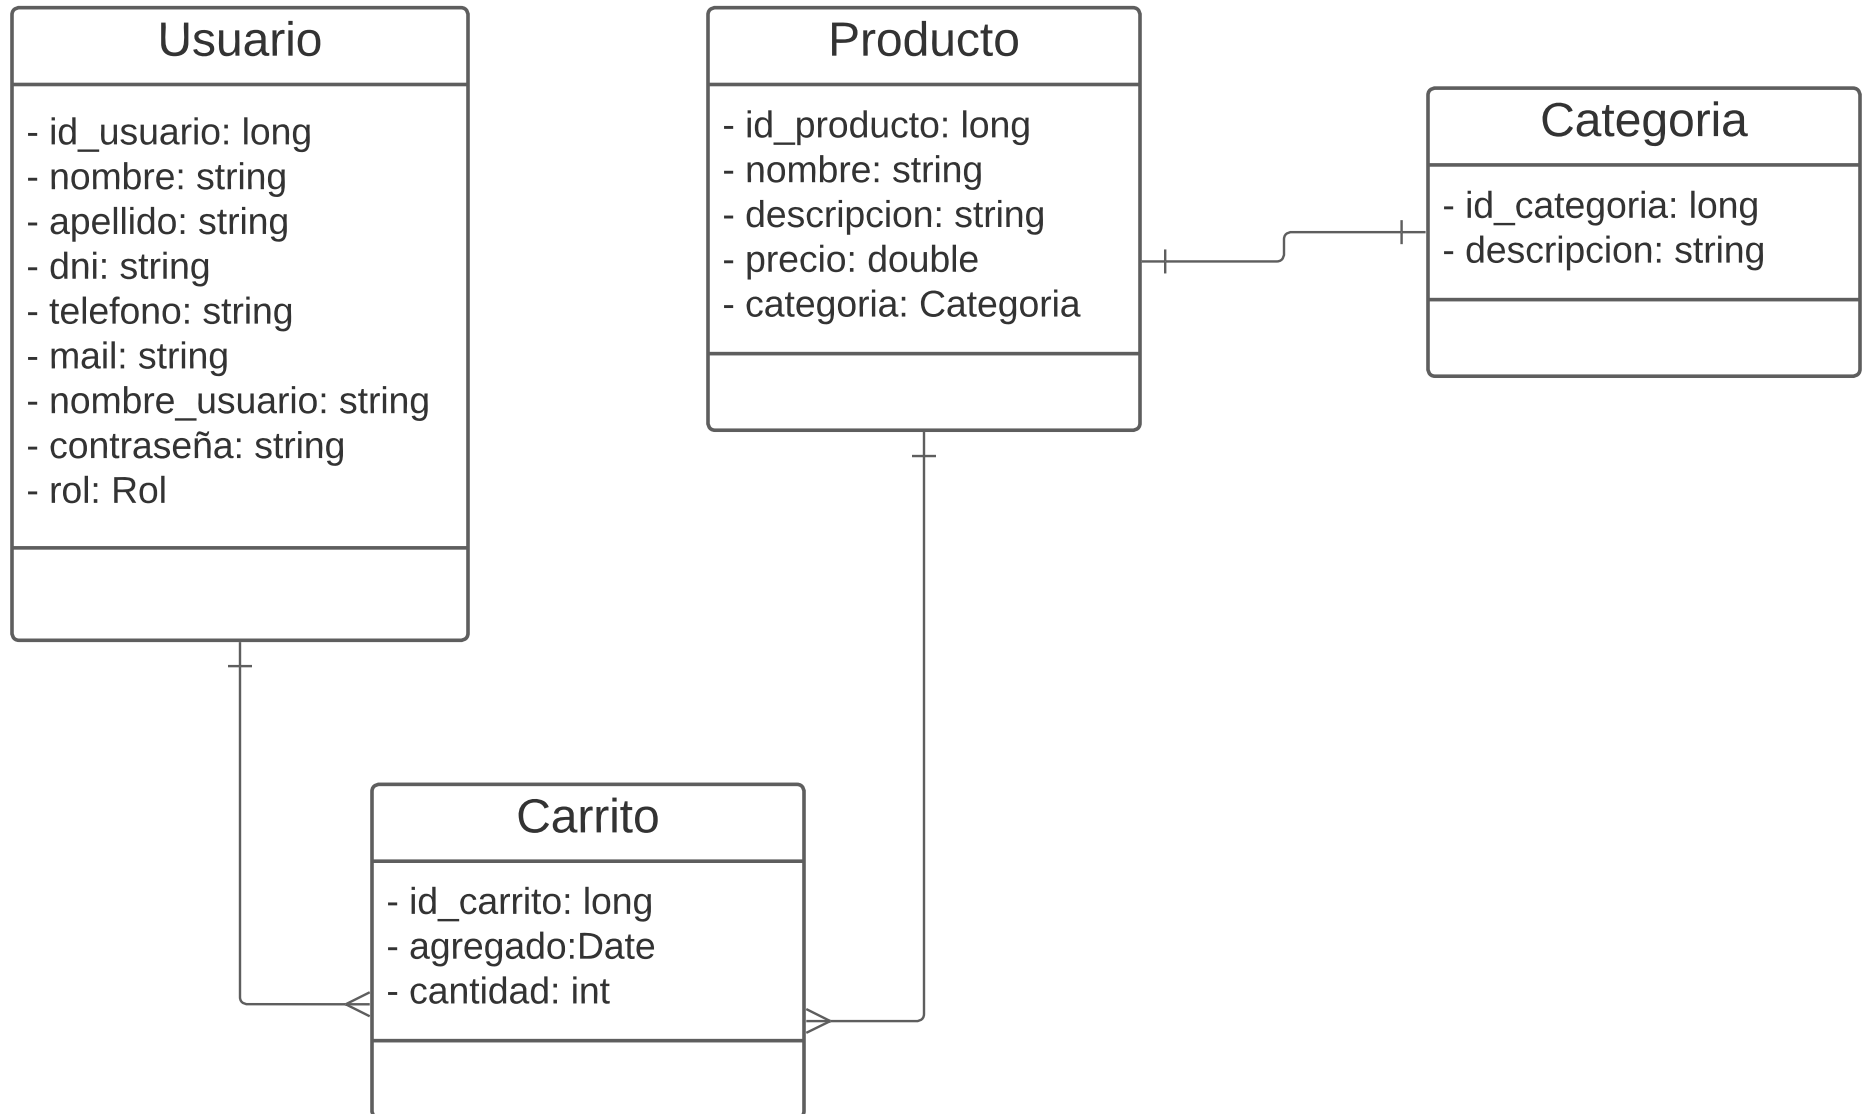 Usuario
- id_usuario: long
- nombre: string
- apellido: string
- dni: string
- telefono: string
- mail: string
- nombre_usuario: string
- contraseña: string
- rol: Rol
Producto
- id_producto: long
- nombre: string
- descripcion: string
- precio: double
- categoria: Categoria
Categoria
- id_categoria: long
- descripcion: string
Carrito
- id_carrito: long
- agregado:Date
- cantidad: int